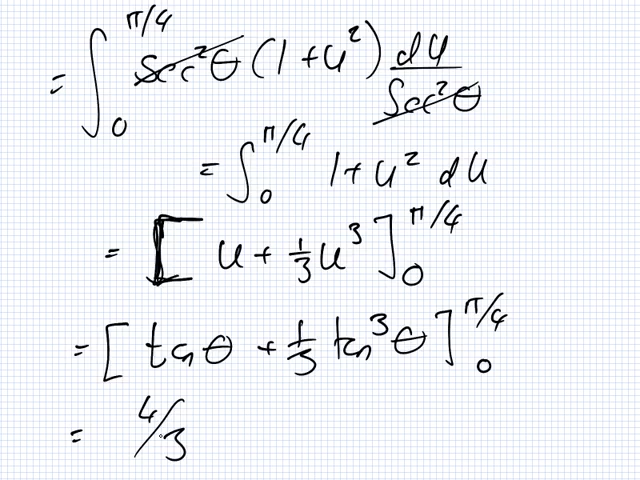 = ∫₀^{π/4} sec²θ (1+u²) du/sec²θ
= ∫₀^{π/4} 1+u² du
= [u + ⅓u³]₀^{π/4}
= [tanθ + ⅓tan³θ]₀^{π/4}
= 4/3